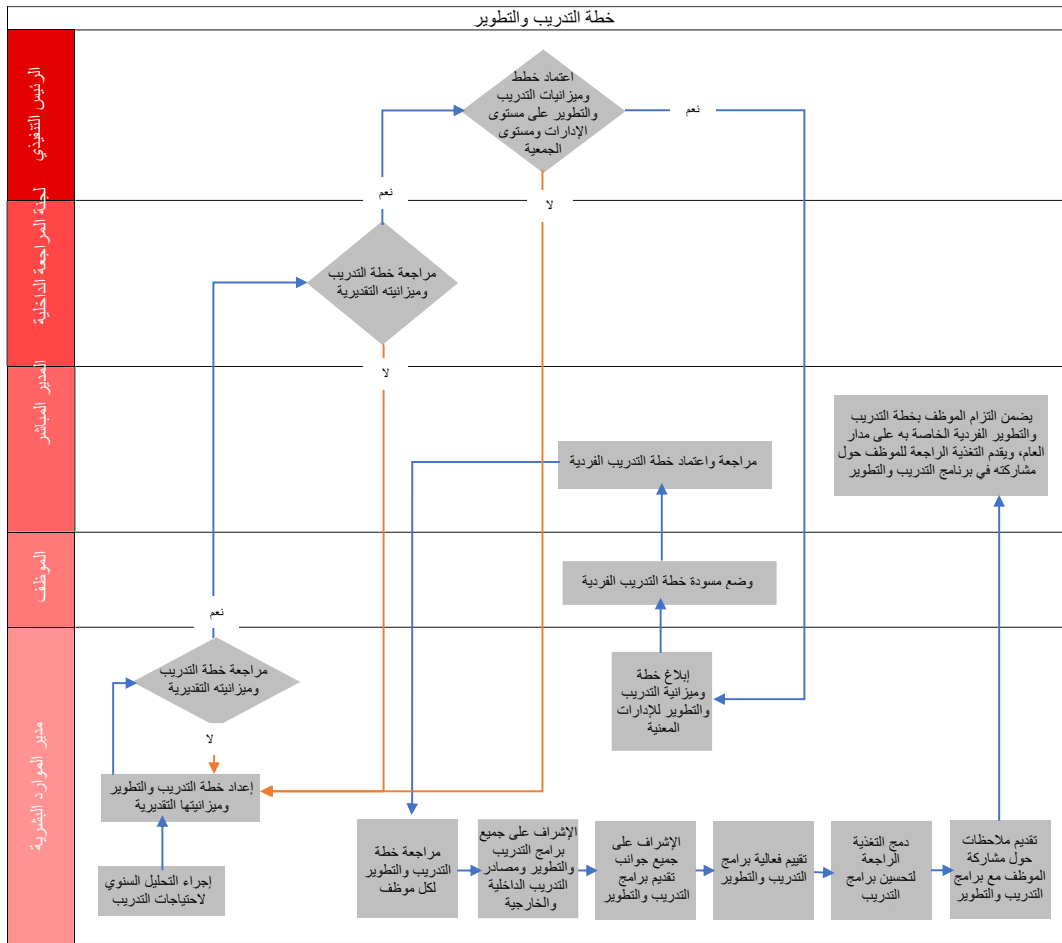 خطة التدريب والتطوير
الرئيس التنفيذي
اعتماد خطط
وميزانيات التدريب
والتطوير على مستوى
الإدارات ومستوى
الجمعية
نعم
لا
لجنة المراجعة الداخلية
نعم
مراجعة خطة التدريب
وميزانيته التقديرية
لا
المدير المباشر
يضمن التزام الموظف بخطة التدريب
والتطوير الفردية الخاصة به على مدار
العام، ويقدم التغذية الراجعة للموظف حول
مشاركته في برنامج التدريب والتطوير
مراجعة واعتماد خطة التدريب الفردية
الموظف
وضع مسودة خطة التدريب الفردية
نعم
مدير الموارد البشرية
مراجعة خطة التدريب
وميزانيته التقديرية
لا
إبلاغ خطة
وميزانية التدريب
والتطوير للإدارات
المعنية
إعداد خطة التدريب والتطوير
وميزانيتها التقديرية
إجراء التحليل السنوي
لاحتياجات التدريب
مراجعة خطة
التدريب والتطوير
لكل موظف
الإشراف على جميع
برامج التدريب
والتطوير ومصادر
التدريب الداخلية
والخارجية
الإشراف على
جميع جوانب
تقديم برامج
التدريب والتطوير
تقييم فعالية برامج
التدريب والتطوير
دمج التغذية
الراجعة
لتحسين برامج
التدريب
تقديم ملاحظات
حول مشاركة
الموظف مع برامج
التدريب والتطوير